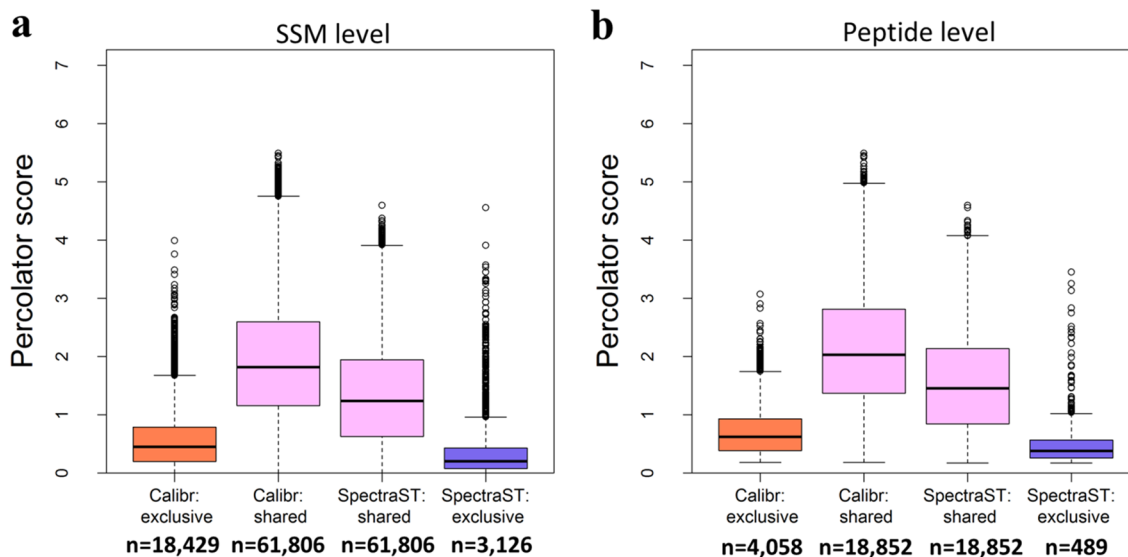 a
SSM level
Percolator score
7
6
5
4
3
2
1
0
Calibr:
exclusive
n=18,429
Calibr:
shared
n=61,806
SpectraST:
shared
n=61,806
SpectraST:
exclusive
n=3,126
b
Peptide level
Percolator score
7
6
5
4
3
2
1
0
Calibr:
exclusive
n=4,058
Calibr:
shared
n=18,852
SpectraST:
shared
n=18,852
SpectraST:
exclusive
n=489